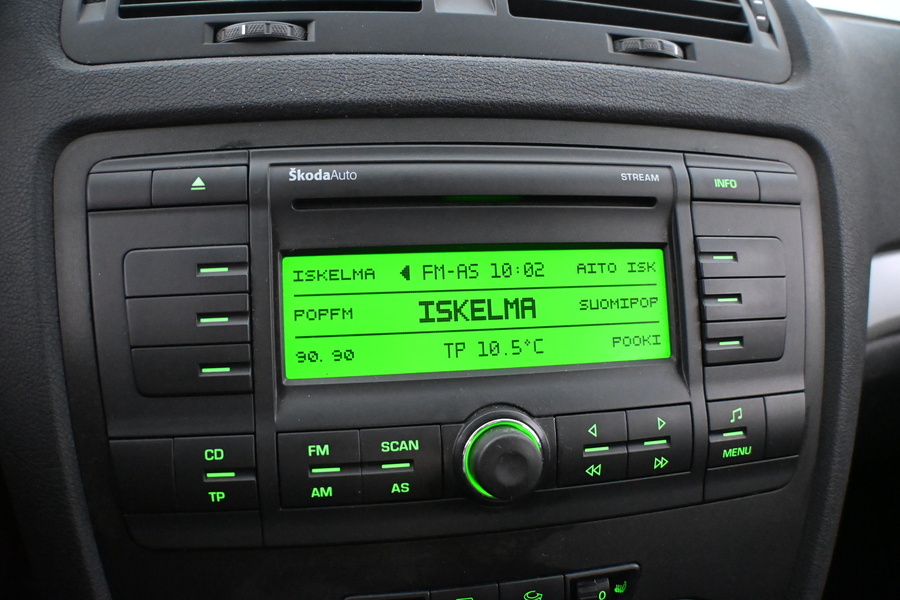 ŠkodaAuto STREAM
INFO
ISKELMA FM-AS 10:02 AITO ISK
POPFM ISKELMA SUOMIPOP
90.90 TP 10.5°C POOKI
CD
TP
FM
AM
SCAN
AS
MENU
0